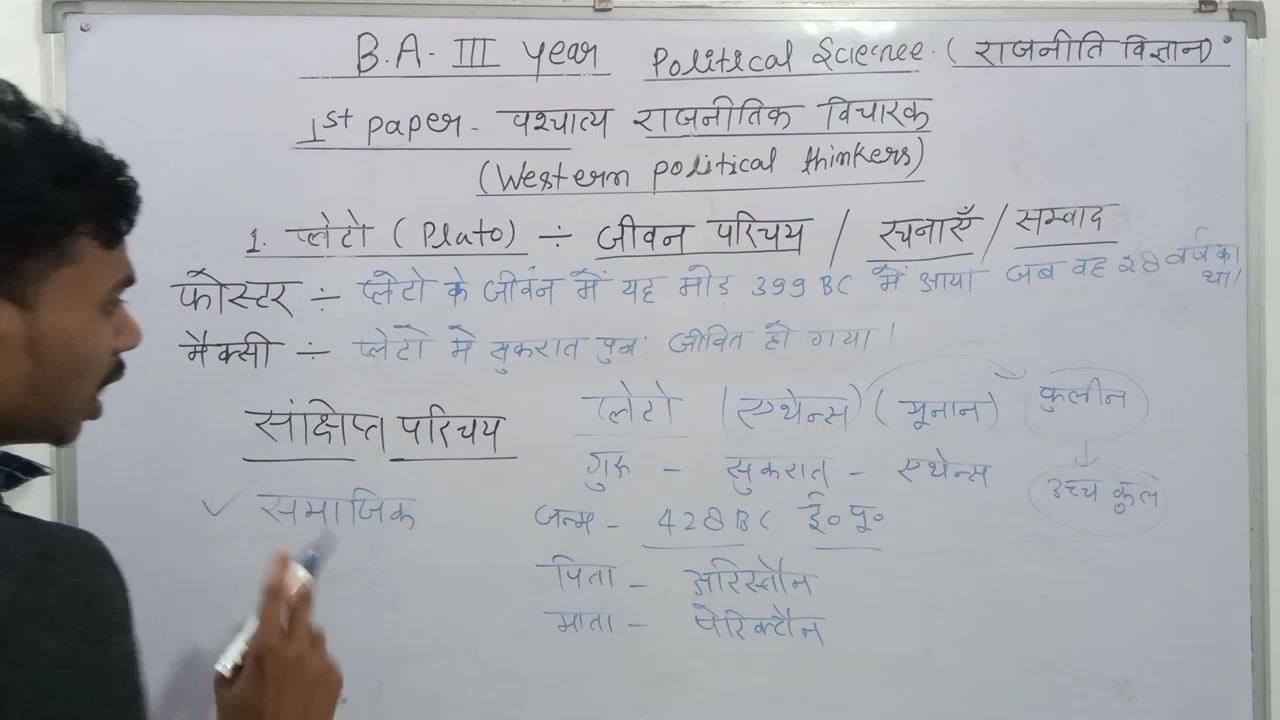 B.A. III year Political Science. (राजनीति विज्ञान)
1st paper - पश्चात्य राजनीतिक विचारक
(Western political thinkers)
1. प्लेटो (Plato) ÷ जीवन परिचय / रचनाएँ / सम्वाद
फोस्टर ÷ प्लेटो के जीवन में यह मोड़ 399 BC में आया जब वह 28 वर्ष का था।
मैक्सी ÷ प्लेटो में सुकरात पुनः जीवित हो गया।
संक्षिप्त परिचय
समाजिक
प्लेटो (एथेन्स) (यूनान) कुलीन
गुरु - सुकरात - एथेन्स
उच्च कुल
जन्म - 428 BC ई० पू०
पिता - अरिस्तौन
माता - पेरिक्टौन